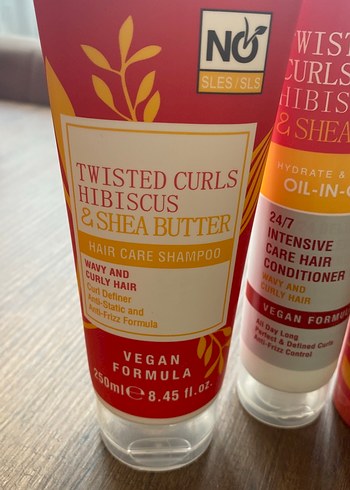 NO
SLES/SLS
TWISTED CURLS
HIBISCUS
& SHEA BUTTER
HAIR CARE SHAMPOO
WAVY AND
CURLY HAIR
Curl Definer
Anti-Static and
Anti-Frizz Formula
VEGAN
FORMULA
250ml e 8.45 fl.oz.
TWIST
CURLS
HIBIS
& SHEA
HYDRATE &
OIL-IN-
24/7
INTENSIVE
CARE HAIR
CONDITIONER
WAVY AND
CURLY HAIR
VEGAN FORMU
All Day Long
Perfect & Defined Curls
Anti-Frizz Control